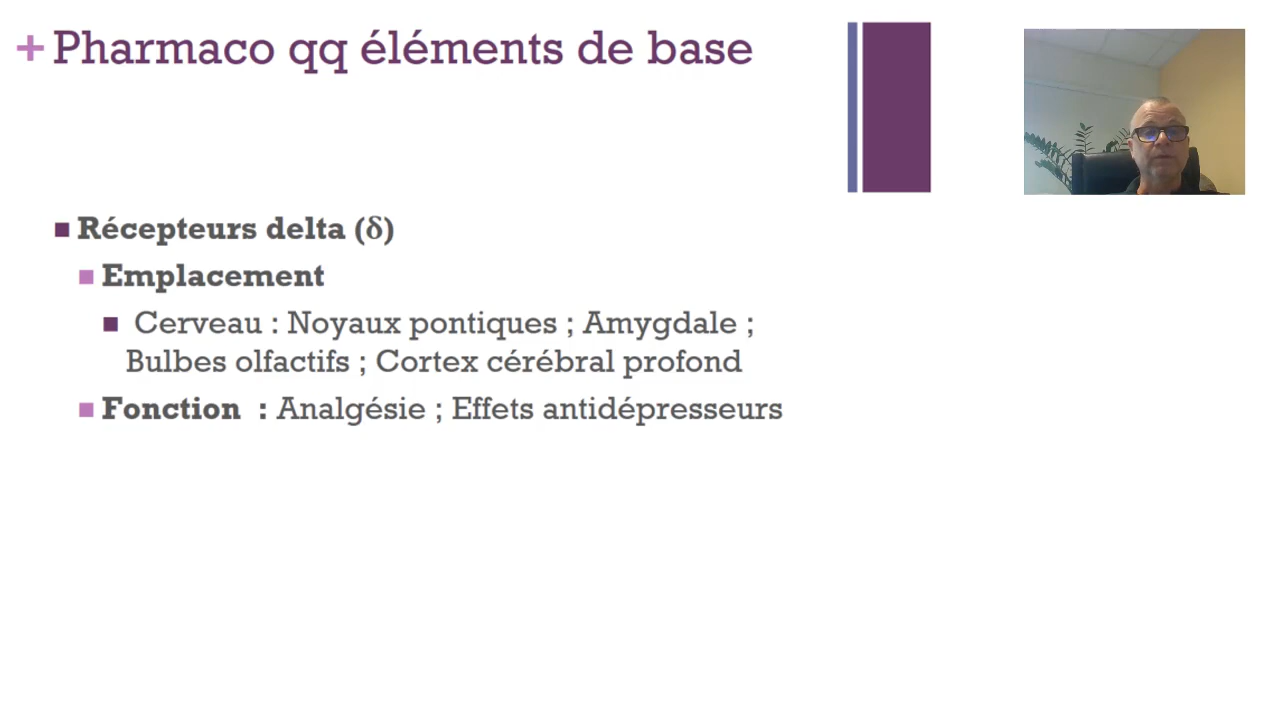 + Pharmaco qq éléments de base
Récepteurs delta (δ)
Emplacement
Cerveau : Noyaux pontiques ; Amygdale ;
Bulbes olfactifs ; Cortex cérébral profond
Fonction : Analgésie ; Effets antidépresseurs